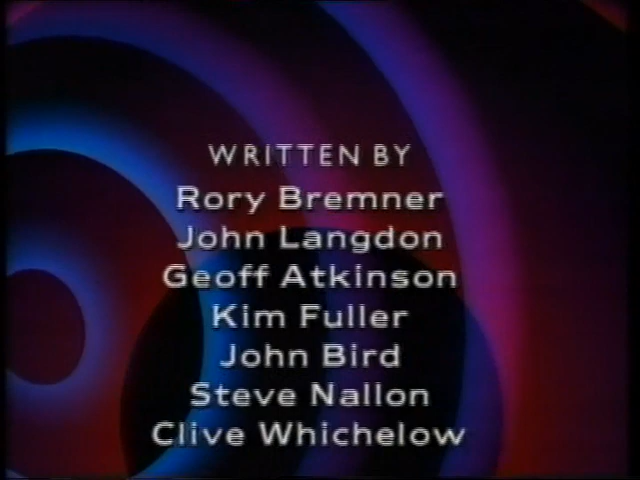 WRITTEN BY
Rory Bremner
John Langdon
Geoff Atkinson
Kim Fuller
John Bird
Steve Nallon
Clive Whichelow